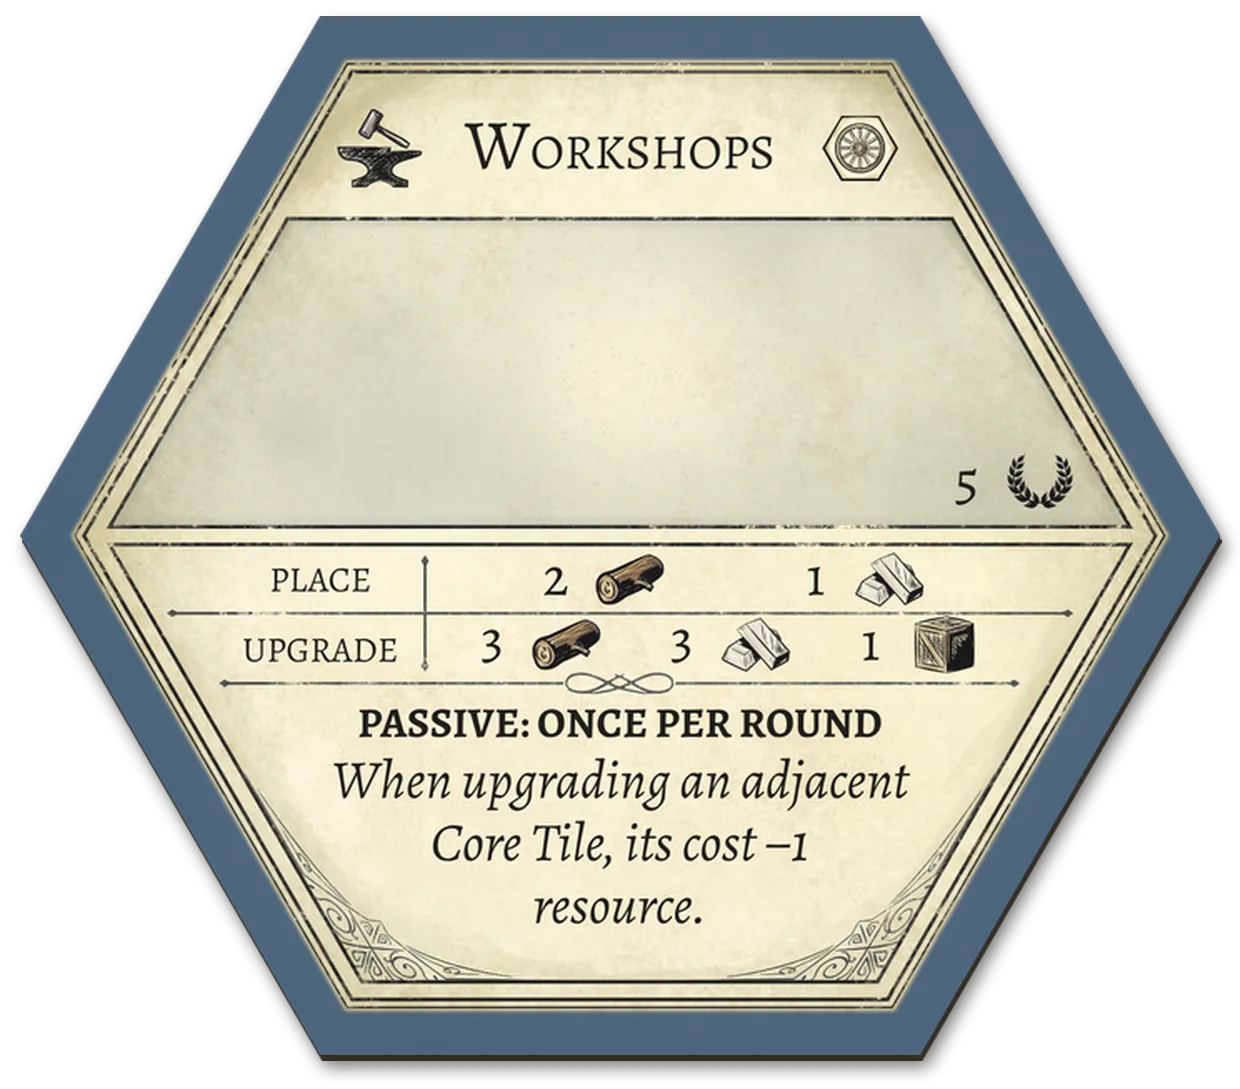 WORKSHOPS
5
PLACE 2 1
UPGRADE 3 3 1
PASSIVE: ONCE PER ROUND
When upgrading an adjacent
Core Tile, its cost –1
resource.